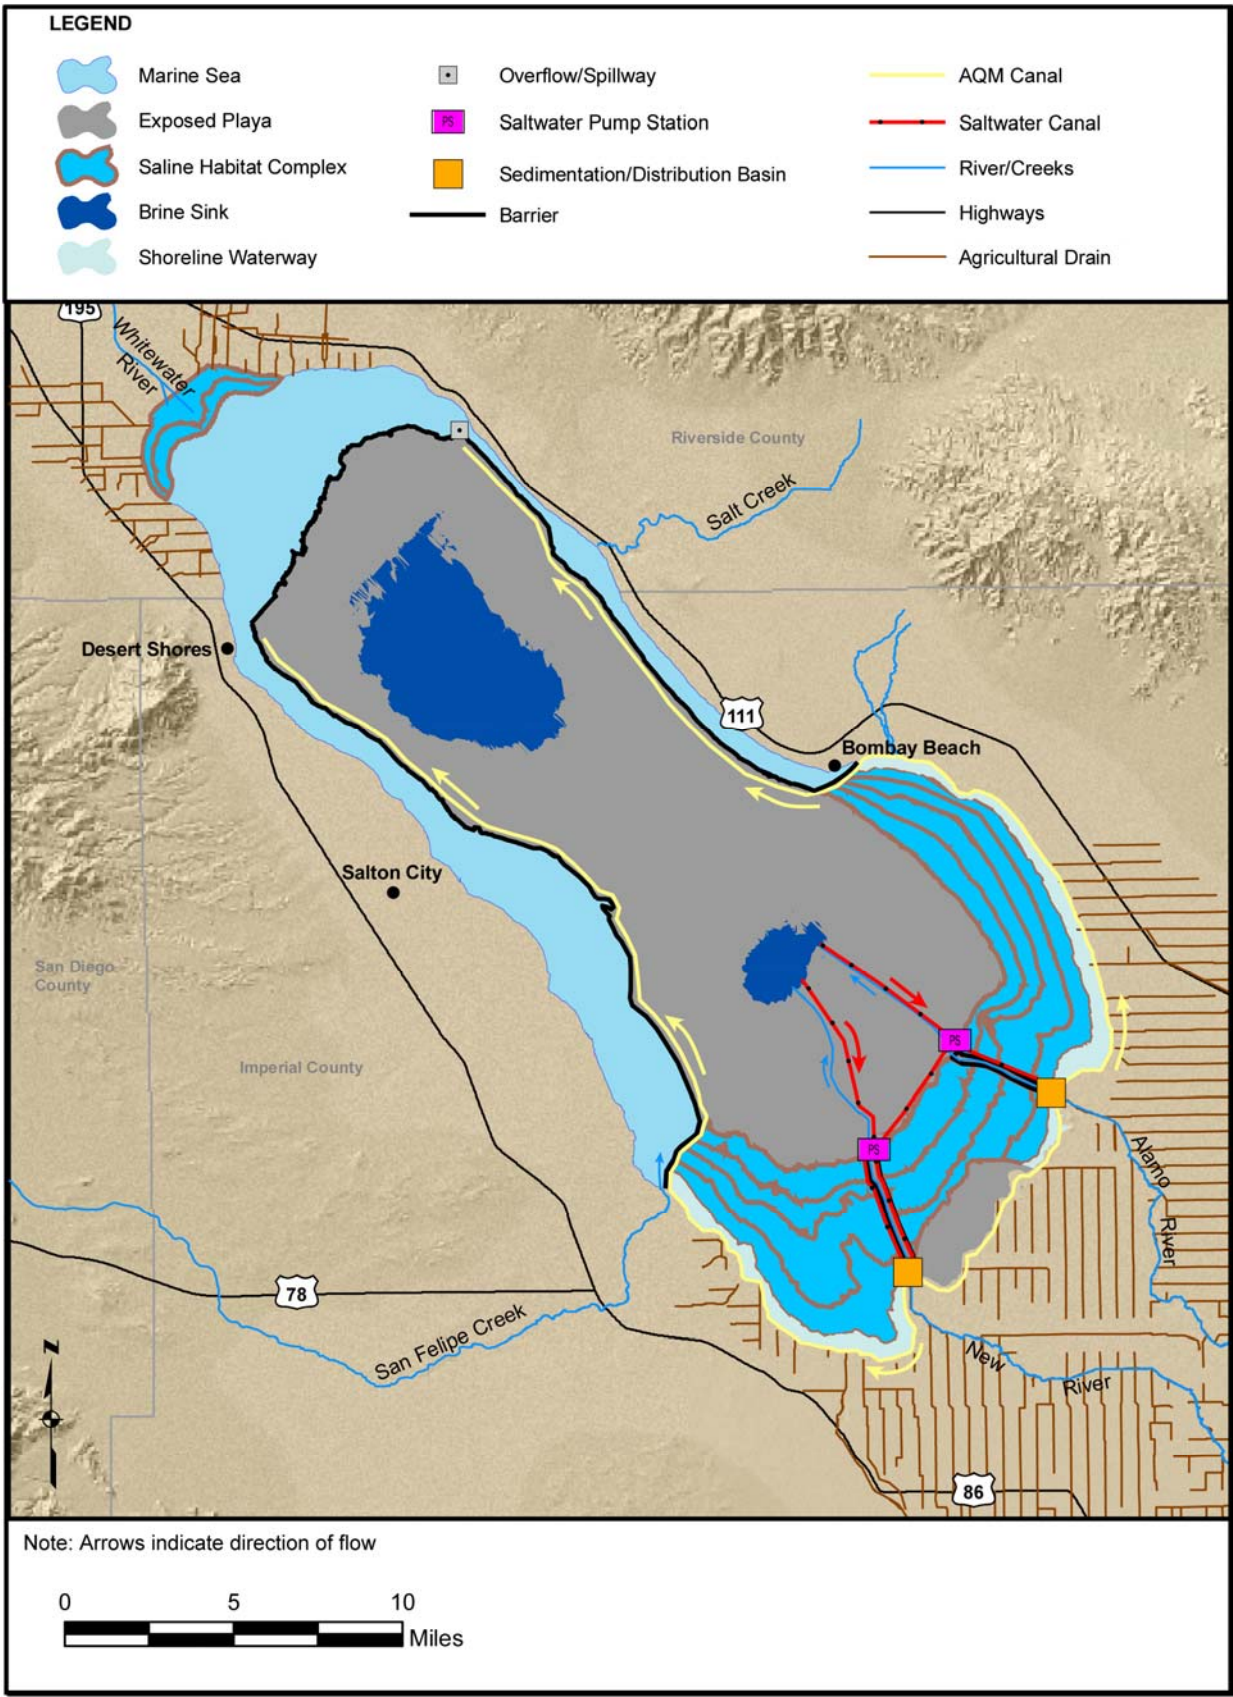 LEGEND
Marine Sea
Exposed Playa
Saline Habitat Complex
Brine Sink
Shoreline Waterway
Overflow/Spillway
PS
Saltwater Pump Station
Sedimentation/Distribution Basin
Barrier
AQM Canal
Saltwater Canal
River/Creeks
Highways
Agricultural Drain
195
Whitewater
River
Riverside County
Salt Creek
Desert Shores
111
Bombay Beach
Salton City
San Diego
County
Imperial County
PS
PS
Alamo
River
78
San Felipe Creek
New
River
86
N
Note: Arrows indicate direction of flow
0 5 10
Miles